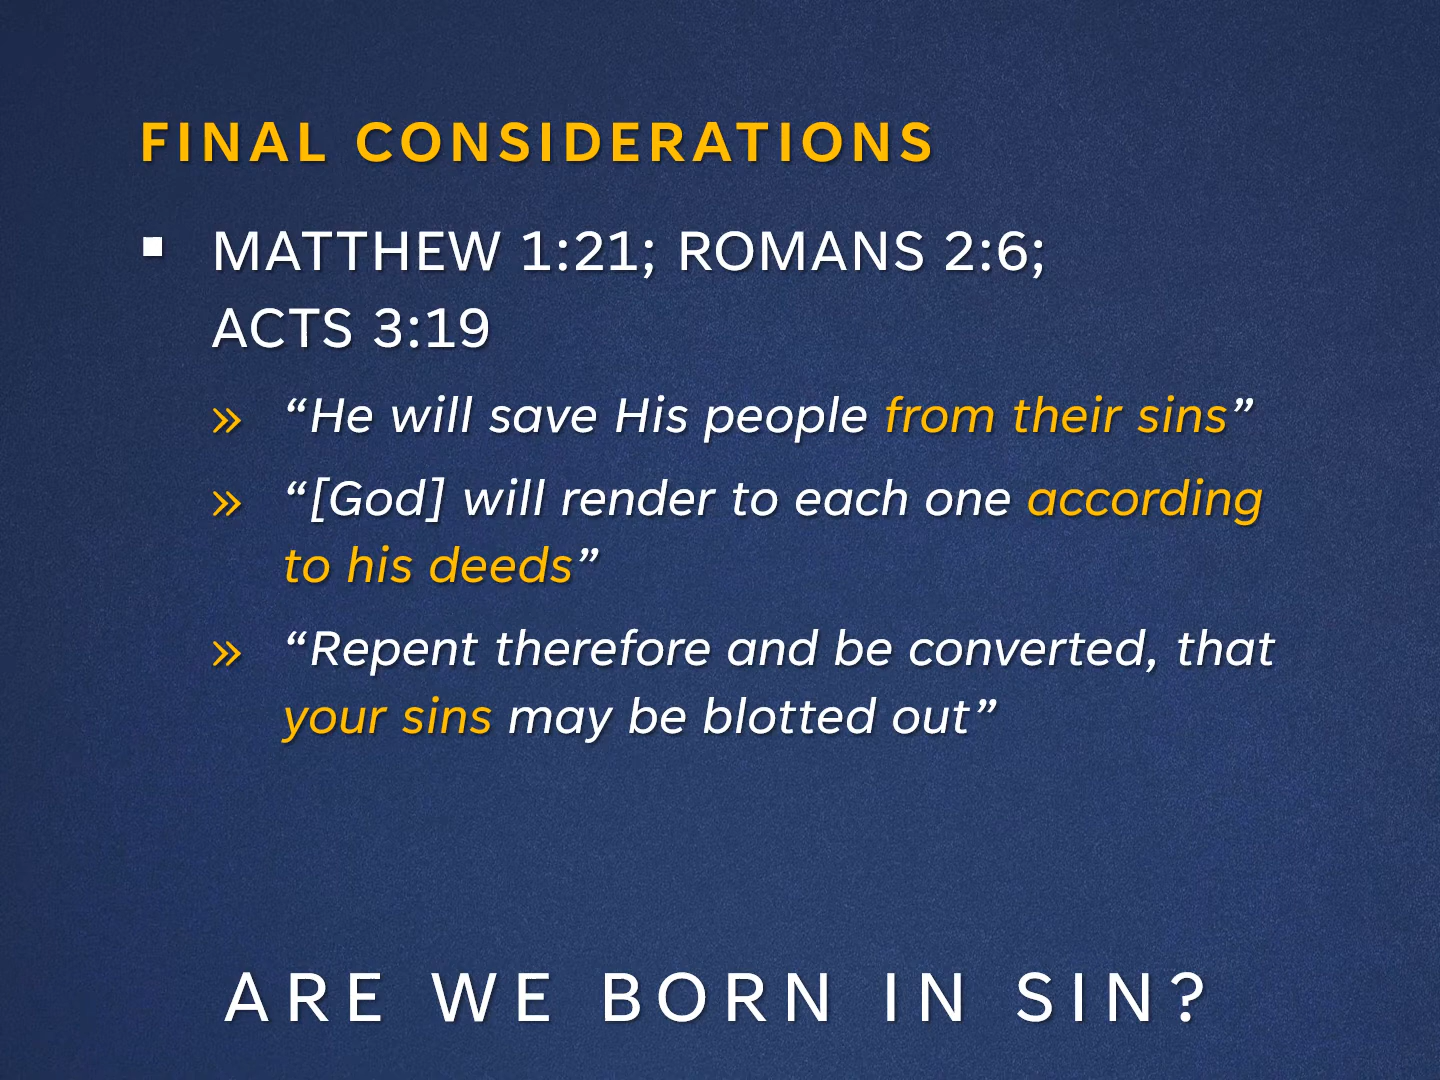 FINAL CONSIDERATIONS
▪ MATTHEW 1:21; ROMANS 2:6;
ACTS 3:19
» “He will save His people from their sins”
» “[God] will render to each one according
to his deeds”
» “Repent therefore and be converted, that
your sins may be blotted out”
ARE WE BORN IN SIN?